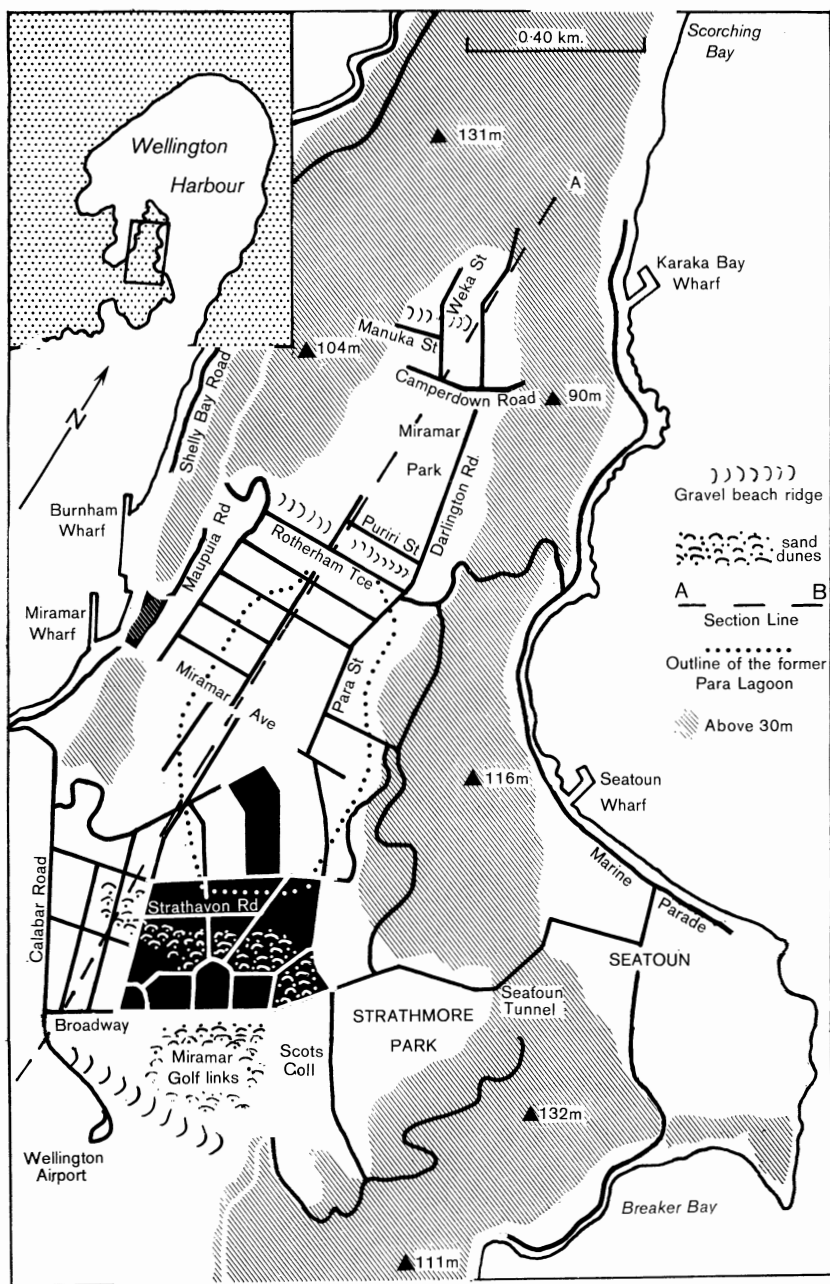 0·40 km.
Scorching
Bay
Wellington
Harbour
131m
A
Karaka Bay
Wharf
Weka St
Manuka St
104m
Camperdown Road
90m
N
Shelly Bay Road
Miramar
Park
Darlington Rd.
Burnham
Wharf
Maupuia Rd
Puriri St
Rotherham Tce
Gravel beach ridge
sand
dunes
A B
Section Line
Outline of the former
Para Lagoon
Above 30m
Miramar
Wharf
Para St
Miramar Ave
116m
Seatoun
Wharf
Marine
Parade
Calabar Road
Strathavon Rd
SEATOUN
Broadway
STRATHMORE
PARK
Seatoun
Tunnel
Miramar
Golf links
Scots
Coll
132m
Wellington
Airport
Breaker Bay
111m